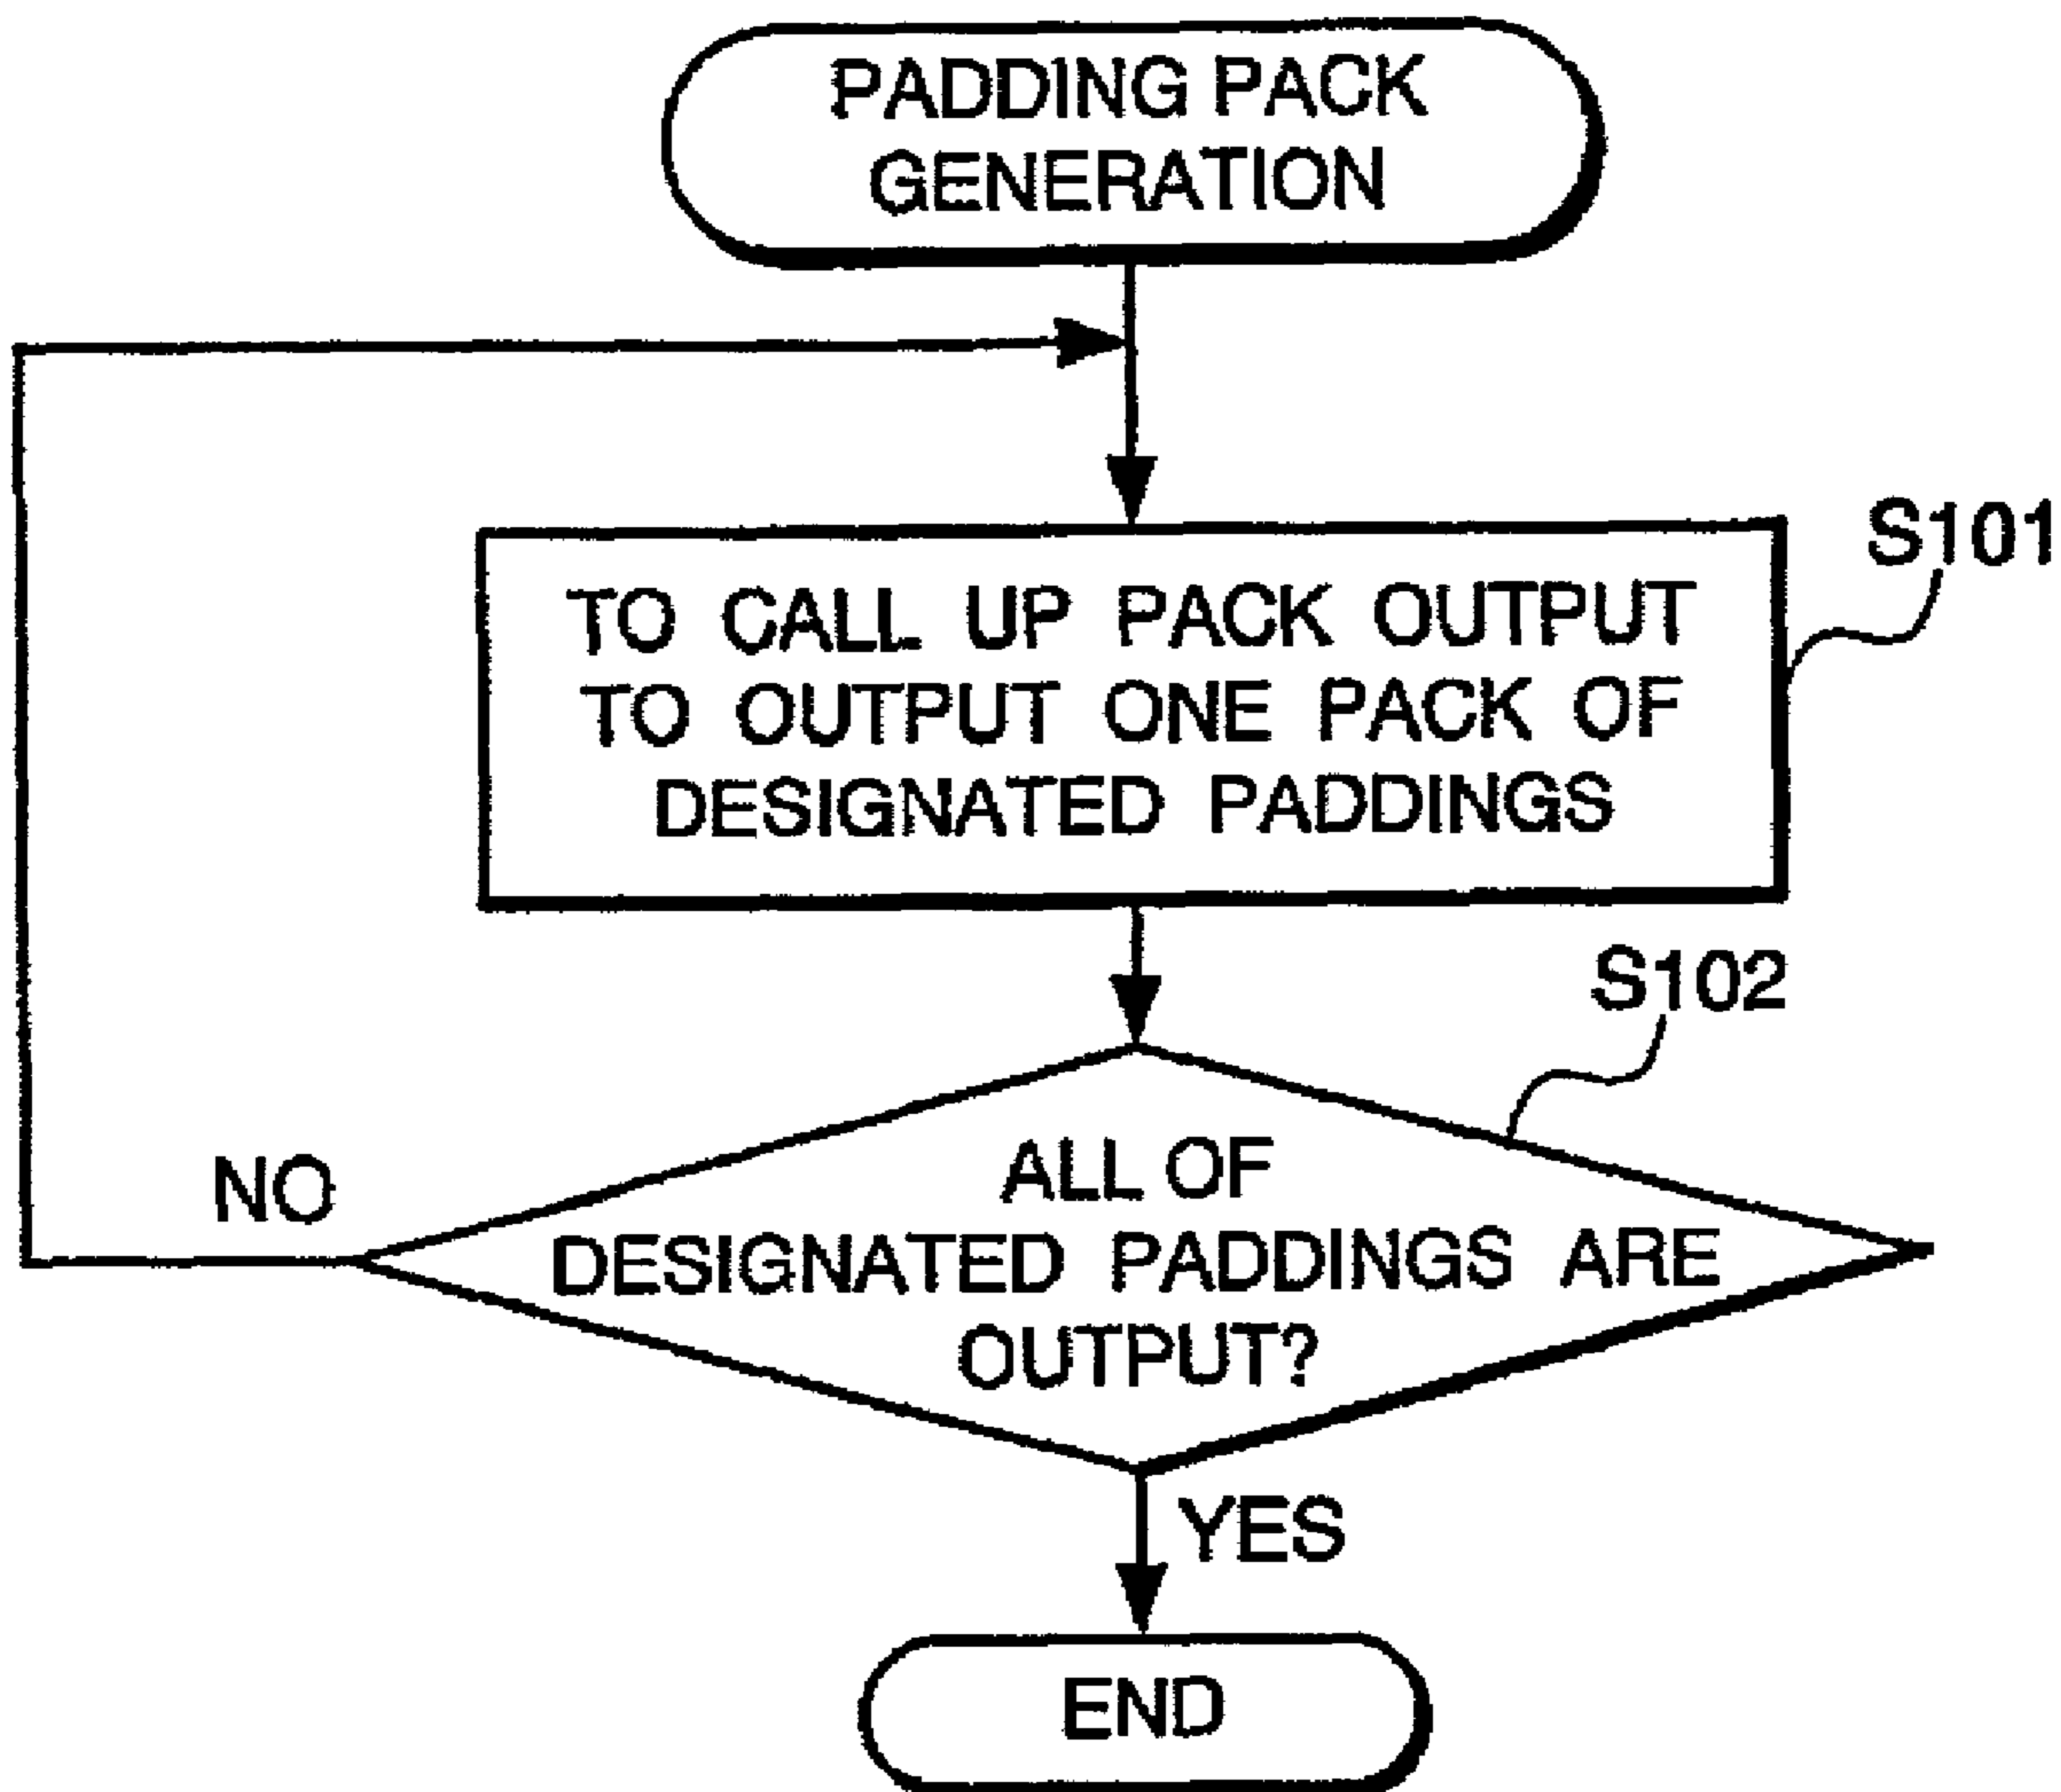 PADDING PACK
GENERATION
S101
TO CALL UP PACK OUTPUT
TO OUTPUT ONE PACK OF
DESIGNATED PADDINGS
S102
NO
ALL OF
DESIGNATED PADDINGS ARE
OUTPUT?
YES
END